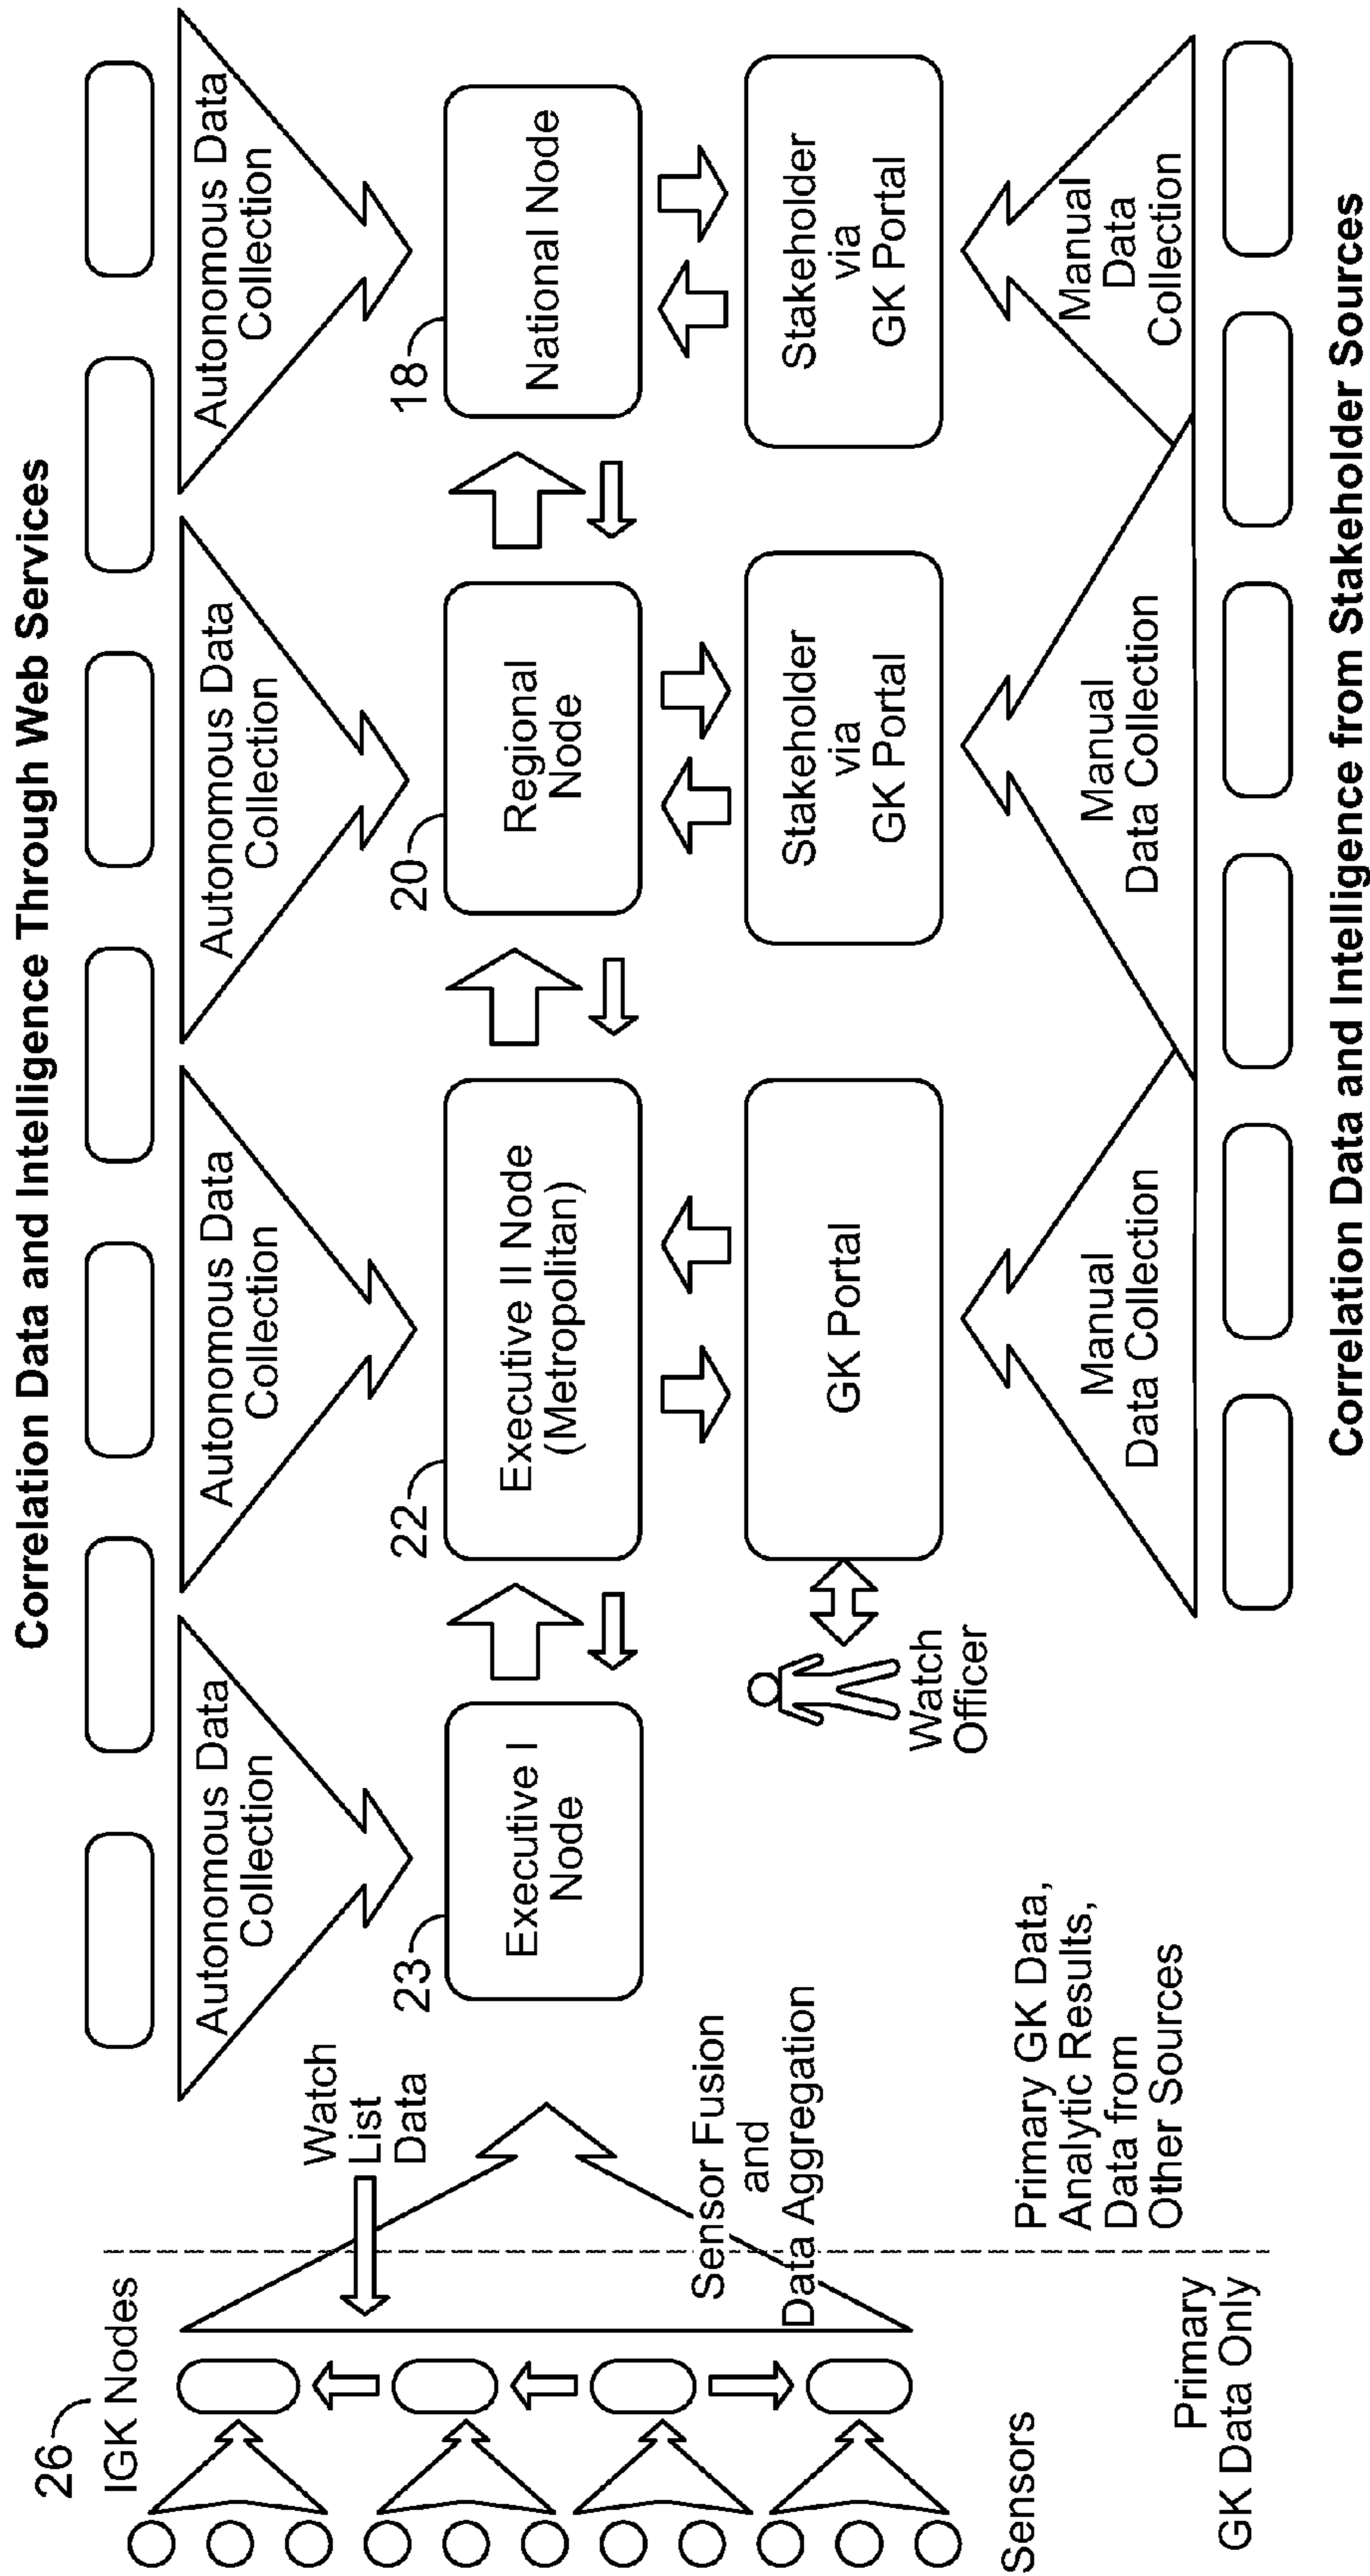 Correlation Data and Intelligence Through Web Services
26
IGK Nodes
Watch
List
Data
Autonomous Data
Collection
Autonomous Data
Collection
Autonomous Data
Collection
Autonomous Data
Collection
23
Executive I
Node
22
Executive II Node
(Metropolitan)
20
Regional
Node
18
National Node
Sensor Fusion
and
Data Aggregation
Watch
Officer
GK Portal
Stakeholder
via
GK Portal
Stakeholder
via
GK Portal
Sensors
Primary GK Data,
Analytic Results,
Data from
Other Sources
Primary
GK Data Only
Manual
Data Collection
Manual
Data Collection
Manual
Data
Collection
Correlation Data and Intelligence from Stakeholder Sources